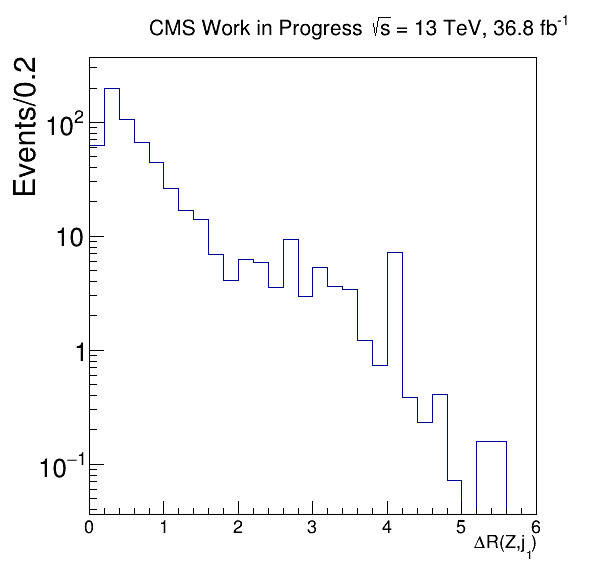 CMS Work in Progress √s = 13 TeV, 36.8 fb⁻¹
Events/0.2
10²
10
1
10⁻¹
0 1 2 3 4 5 6
ΔR(Z,j₁)